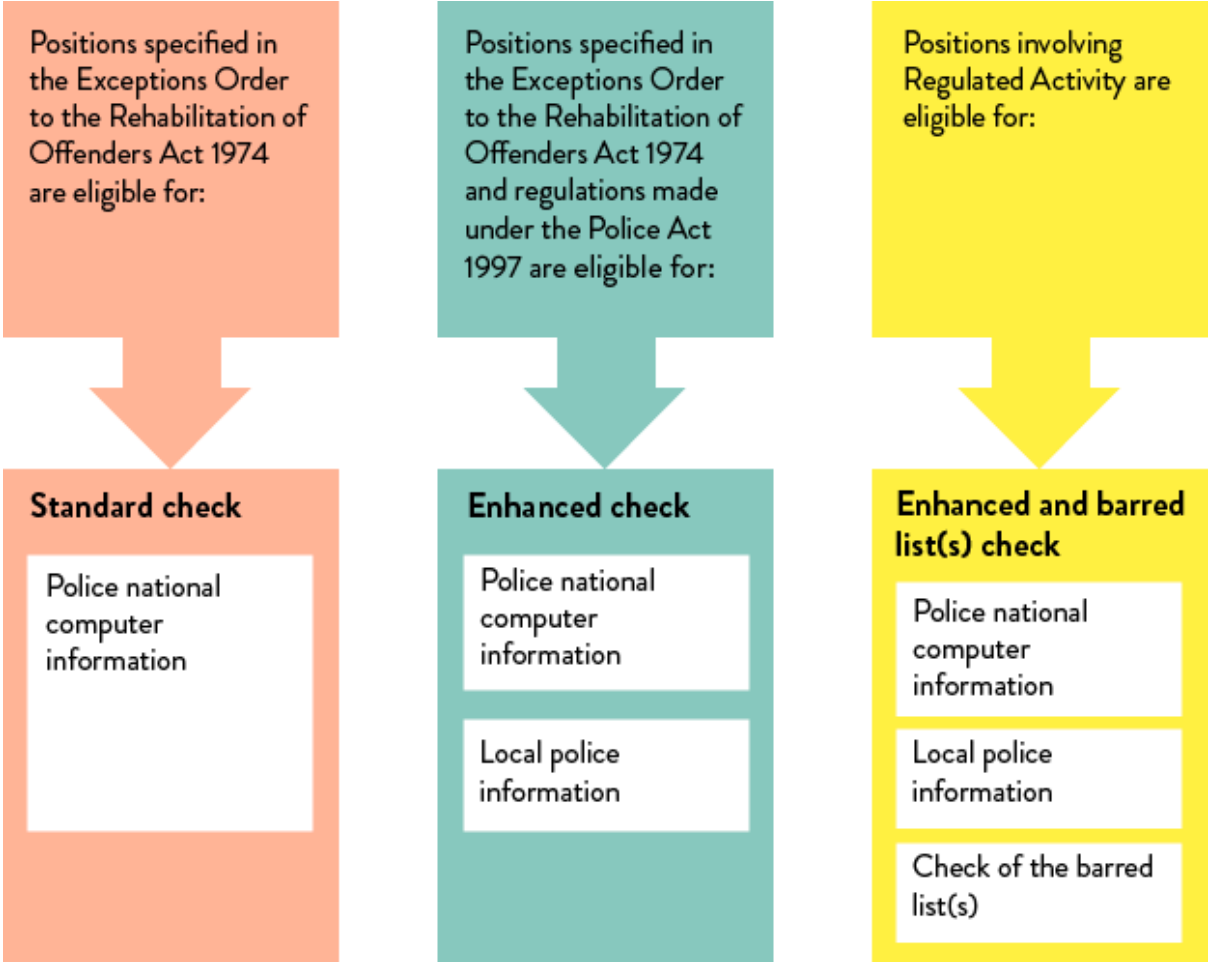 Positions specified in
the Exceptions Order
to the Rehabilitation of
Offenders Act 1974
are eligible for:
Standard check
Police national
computer
information
Positions specified in
the Exceptions Order
to the Rehabilitation of
Offenders Act 1974
and regulations made
under the Police Act
1997 are eligible for:
Enhanced check
Police national
computer
information
Local police
information
Positions involving
Regulated Activity are
eligible for:
Enhanced and barred
list(s) check
Police national
computer
information
Local police
information
Check of the barred
list(s)